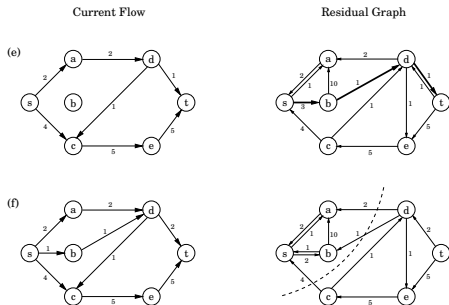 Current Flow
Residual Graph
(e)
a 2 d
2 1
s b 1 t
4 5
c 5 e
a 2 d
2 1 10 1 1 1
s 3 b 1 t
4 1 5
c 5 e
(f)
a 2 d
2 1 2
s 1 b t
4 1 5
c 5 e
a 2 d
2 1 10 1 2
s 1 2 b 1 t
4 1 5
c 5 e